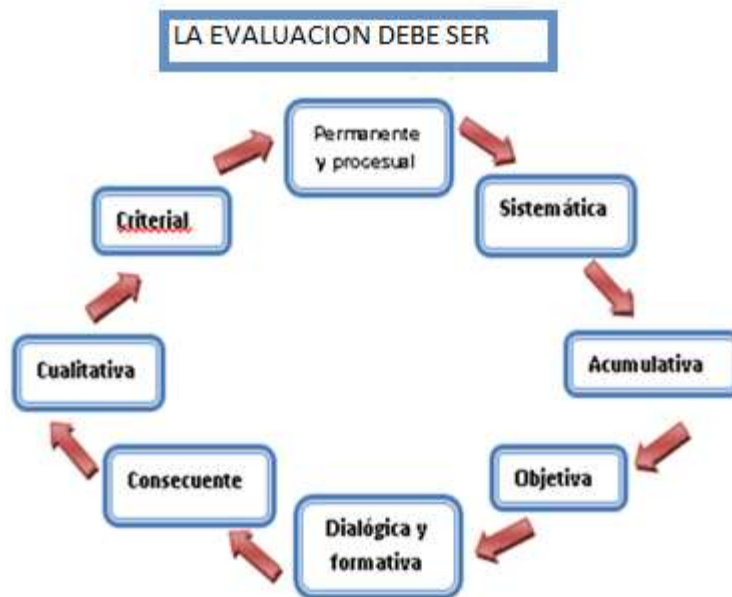 LA EVALUACION DEBE SER
Permanente
y procesual
Sistemática
Acumulativa
Objetiva
Dialógica y
formativa
Consecuente
Cualitativa
Criterial